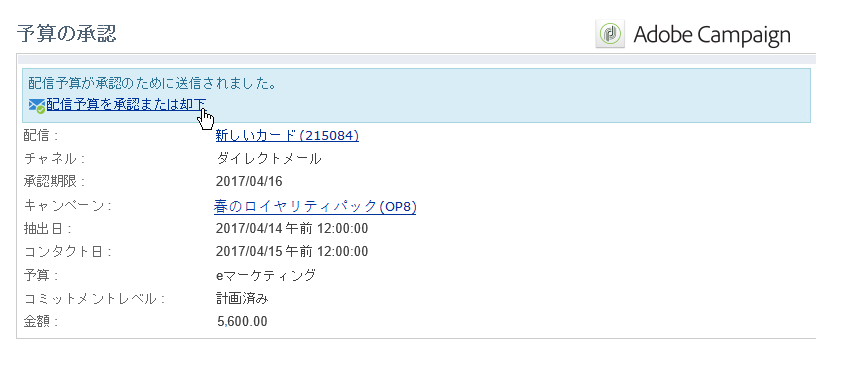 予算の承認
Adobe Campaign
配信予算が承認のために送信されました。
配信予算を承認または却下
配信 : 新しいカード (215084)
チャネル : ダイレクトメール
承認期限 : 2017/04/16
キャンペーン : 春のロイヤリティパック(OP8)
抽出日 : 2017/04/14 午前 12:00:00
コンタクト日 : 2017/04/15 午前 12:00:00
予算 : eマーケティング
コミットメントレベル : 計画済み
金額 : 5,600.00